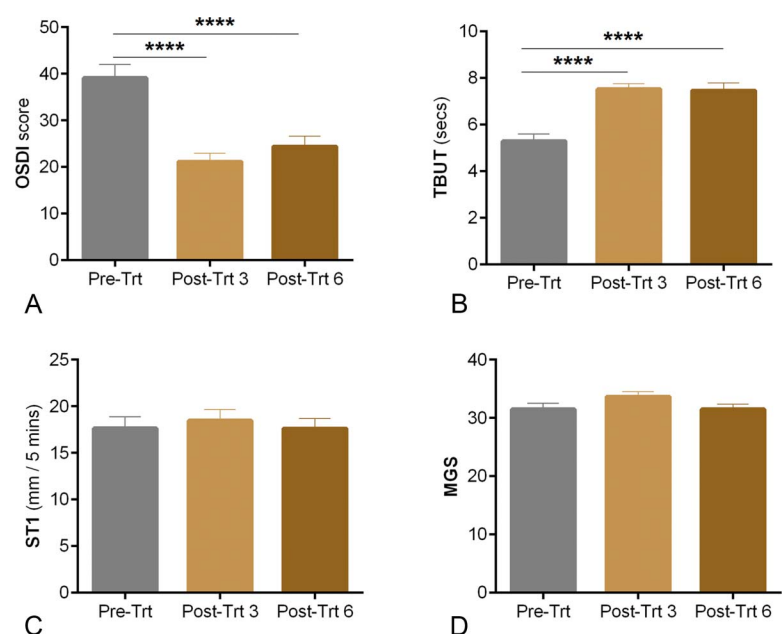 50
40
30
20
10
0
OSDI score
****
****
Pre-Trt Post-Trt 3 Post-Trt 6
A
10
8
6
4
2
0
TBUT (secs)
****
****
Pre-Trt Post-Trt 3 Post-Trt 6
B
25
20
15
10
5
0
ST1 (mm / 5 mins)
Pre-Trt Post-Trt 3 Post-Trt 6
C
40
30
20
10
0
MGS
Pre-Trt Post-Trt 3 Post-Trt 6
D